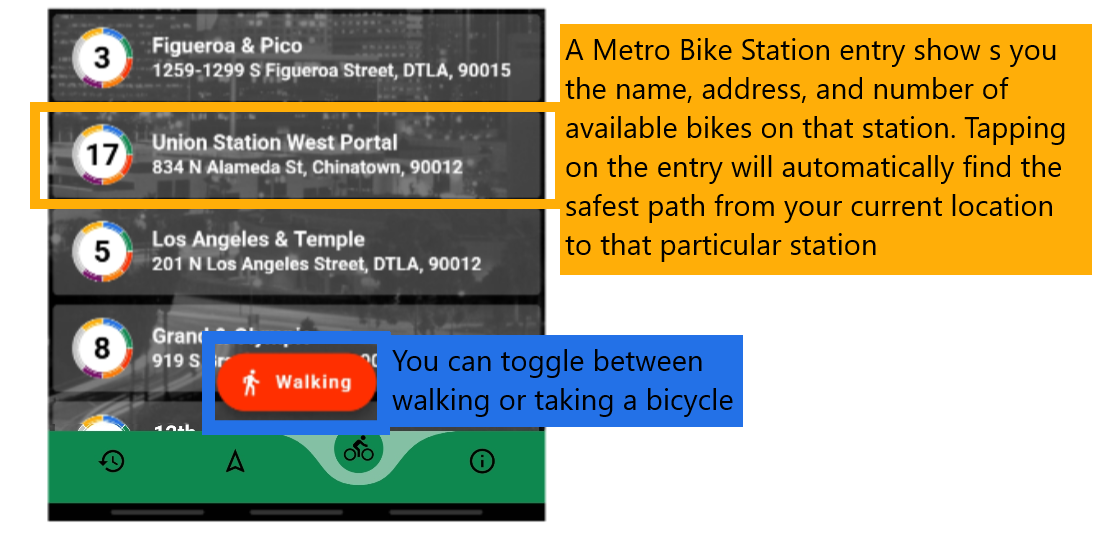 3
Figueroa & Pico
1259-1299 S Figueroa Street, DTLA, 90015
17
Union Station West Portal
834 N Alameda St, Chinatown, 90012
5
Los Angeles & Temple
201 N Los Angeles Street, DTLA, 90012
8
919 S
Walking
12th
A Metro Bike Station entry show s you
the name, address, and number of
available bikes on that station. Tapping
on the entry will automatically find the
safest path from your current location
to that particular station
You can toggle between
walking or taking a bicycle